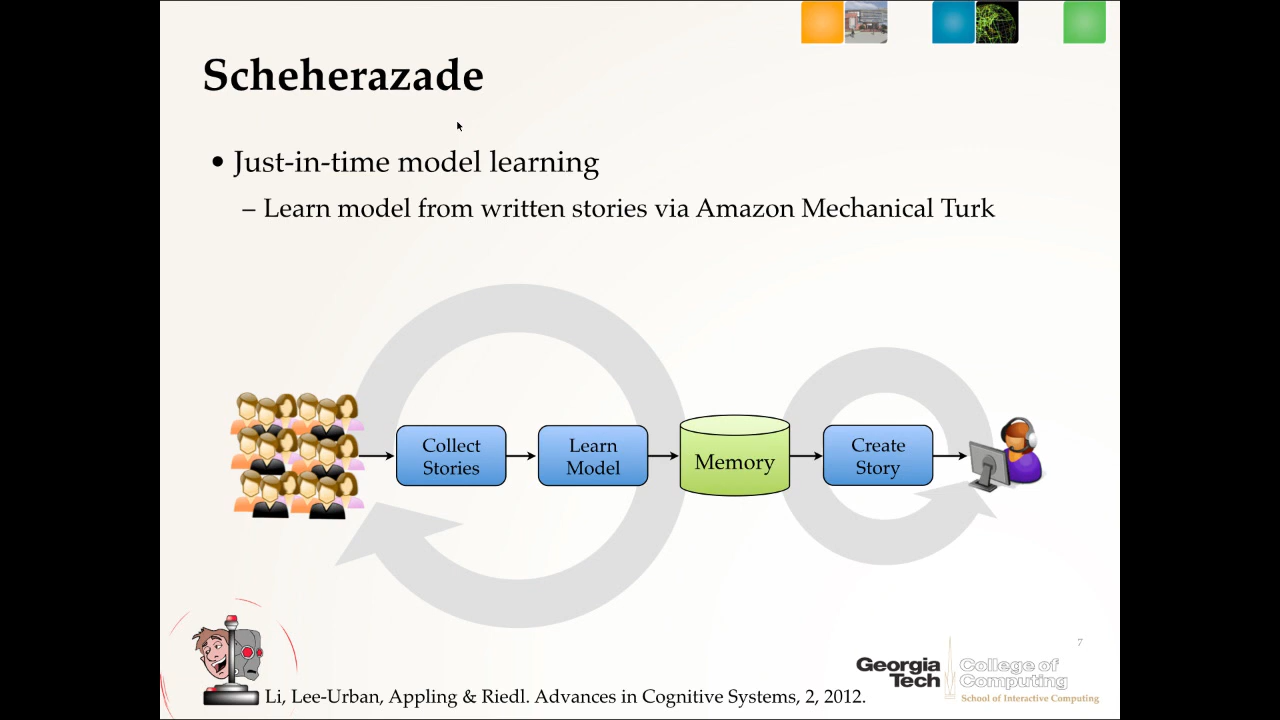 Scheherazade
• Just-in-time model learning
– Learn model from written stories via Amazon Mechanical Turk
Collect
Stories
Learn
Model
Memory
Create
Story
7
Georgia
Tech
College of
Computing
School of Interactive Computing
Li, Lee-Urban, Appling & Riedl. Advances in Cognitive Systems, 2, 2012.